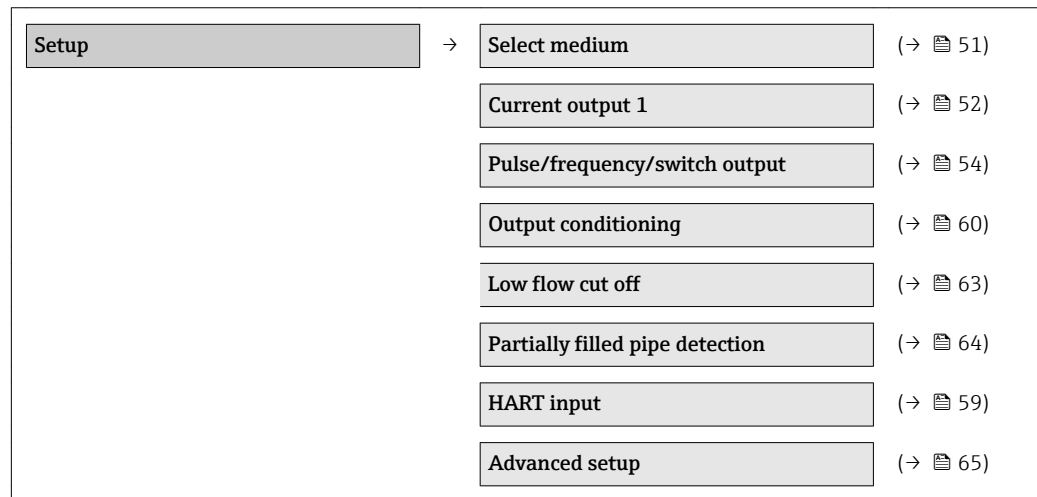 Setup → Select medium (→ 51)
Current output 1 (→ 52)
Pulse/frequency/switch output (→ 54)
Output conditioning (→ 60)
Low flow cut off (→ 63)
Partially filled pipe detection (→ 64)
HART input (→ 59)
Advanced setup (→ 65)